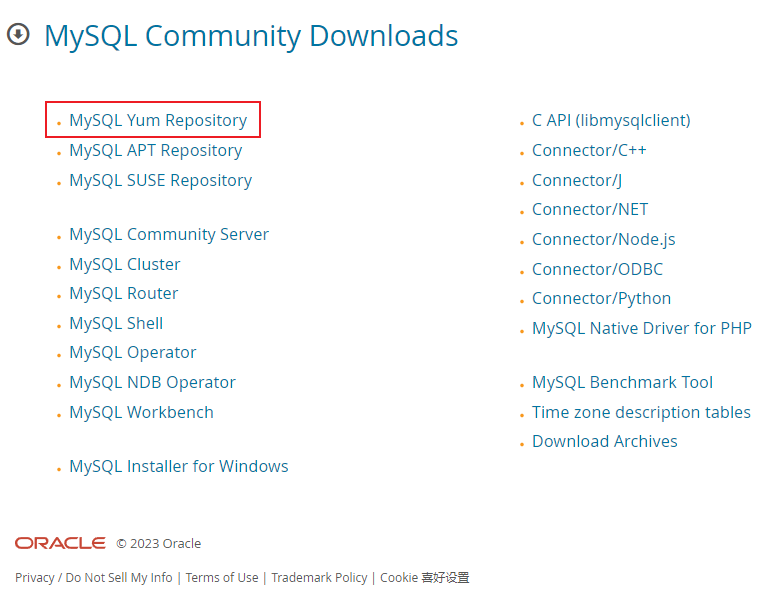 MySQL Community Downloads
MySQL Yum Repository
MySQL APT Repository
MySQL SUSE Repository
MySQL Community Server
MySQL Cluster
MySQL Router
MySQL Shell
MySQL Operator
MySQL NDB Operator
MySQL Workbench
MySQL Installer for Windows
C API (libmysqlclient)
Connector/C++
Connector/J
Connector/NET
Connector/Node.js
Connector/ODBC
Connector/Python
MySQL Native Driver for PHP
MySQL Benchmark Tool
Time zone description tables
Download Archives
ORACLE © 2023 Oracle
Privacy / Do Not Sell My Info | Terms of Use | Trademark Policy | Cookie 喜好设置